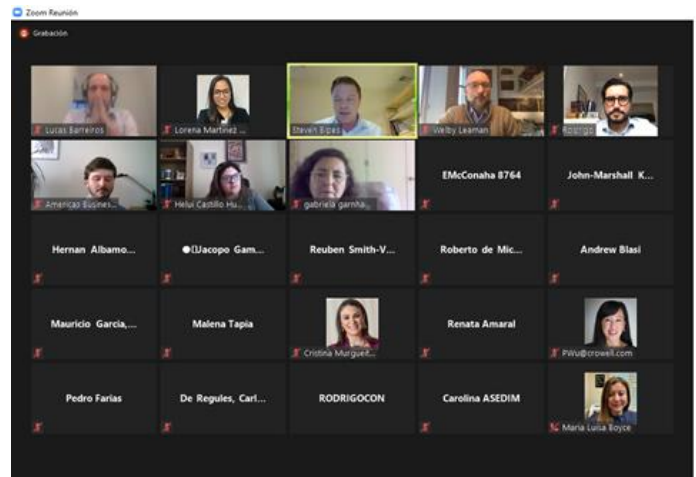 Zoom Reunión
Grabación
Lucas Barreiros
Lorena Martinez ...
Steven Bipes
Welby Leaman
Rodrigo
Americas Busines...
Helui Castillo Hu...
gabriela garnha...
EMcConaha 8764
John-Marshall K...
Hernan Albamo...
Jacopo Gam...
Reuben Smith-V...
Roberto de Mic...
Andrew Blasi
Mauricio Garcia,...
Malena Tapia
Cristina Murgueit...
Renata Amaral
PWu@crowell.com
Pedro Farias
De Regules, Carl...
RODRIGOCON
Carolina ASEDIM
Maria Luisa Boyce